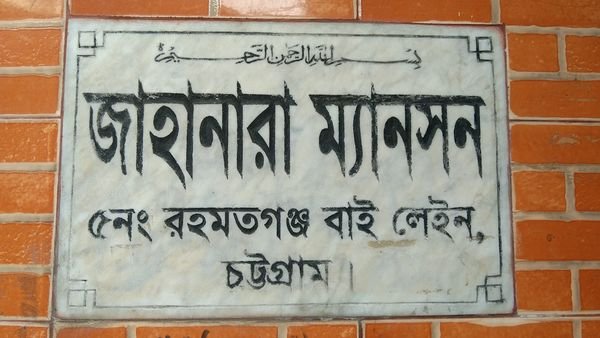 بسم الله الرحمن الرحيم
জাহানারা ম্যানসন
৫নং রহমতগঞ্জ বাই লেইন,
চট্টগ্রাম।